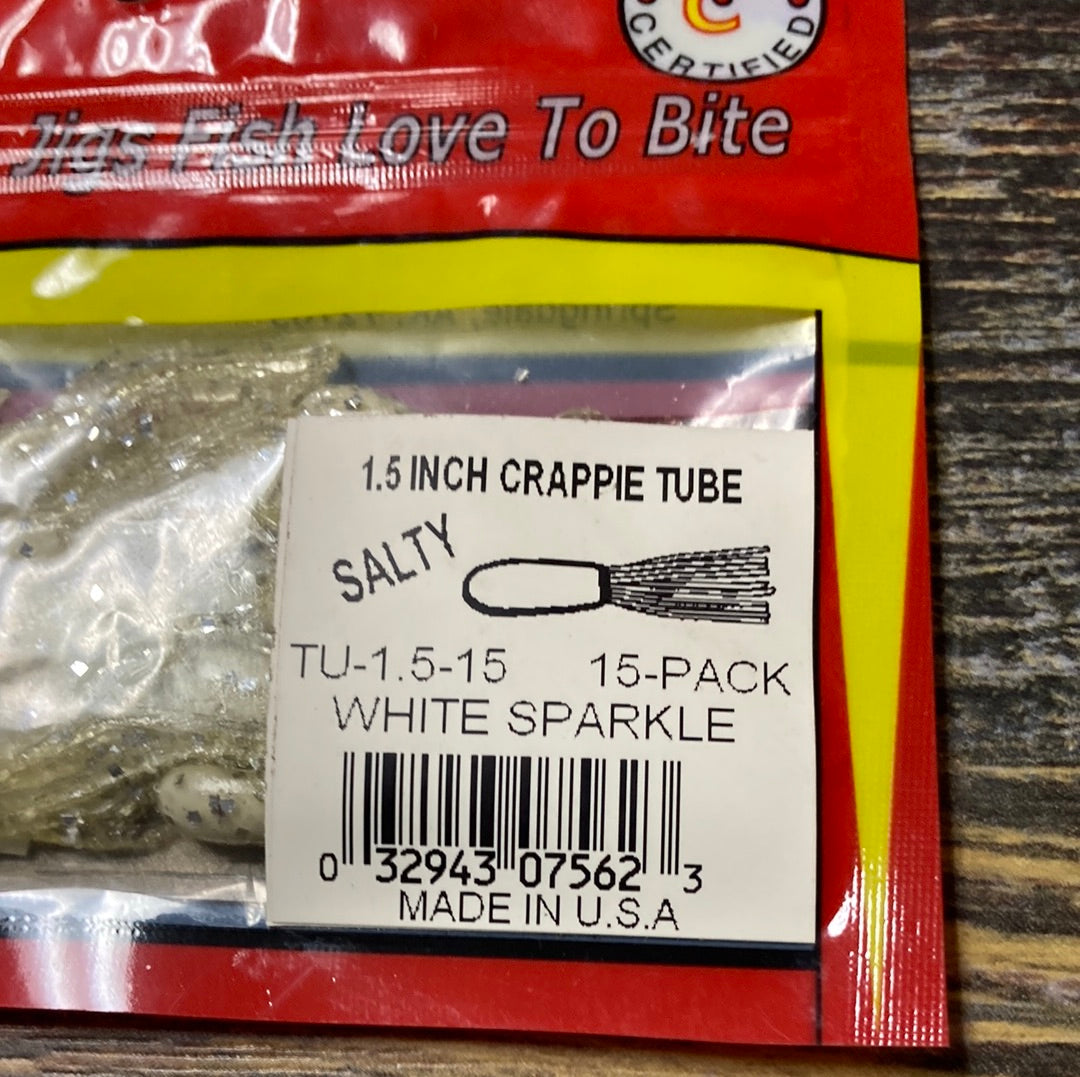 C
CERTIFIED
Jigs Fish Love To Bite
1.5 INCH CRAPPIE TUBE
SALTY
TU-1.5-15 15-PACK
WHITE SPARKLE
0 32943 07562 3
MADE IN U.S.A